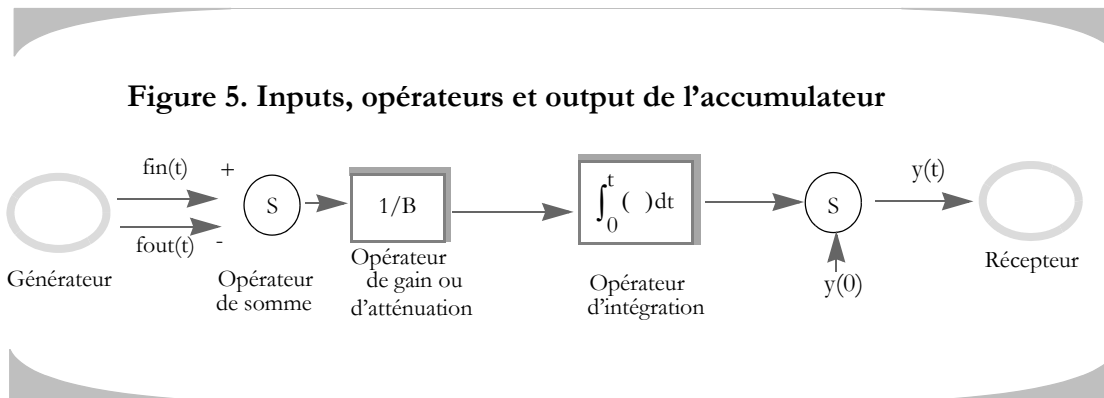 Figure 5. Inputs, opérateurs et output de l’accumulateur
fin(t)
+
fout(t)
-
S
1/B
∫₀ᵗ ( )dt
S
y(t)
y(0)
Générateur
Opérateur
de somme
Opérateur
de gain ou
d’atténuation
Opérateur
d’intégration
Récepteur